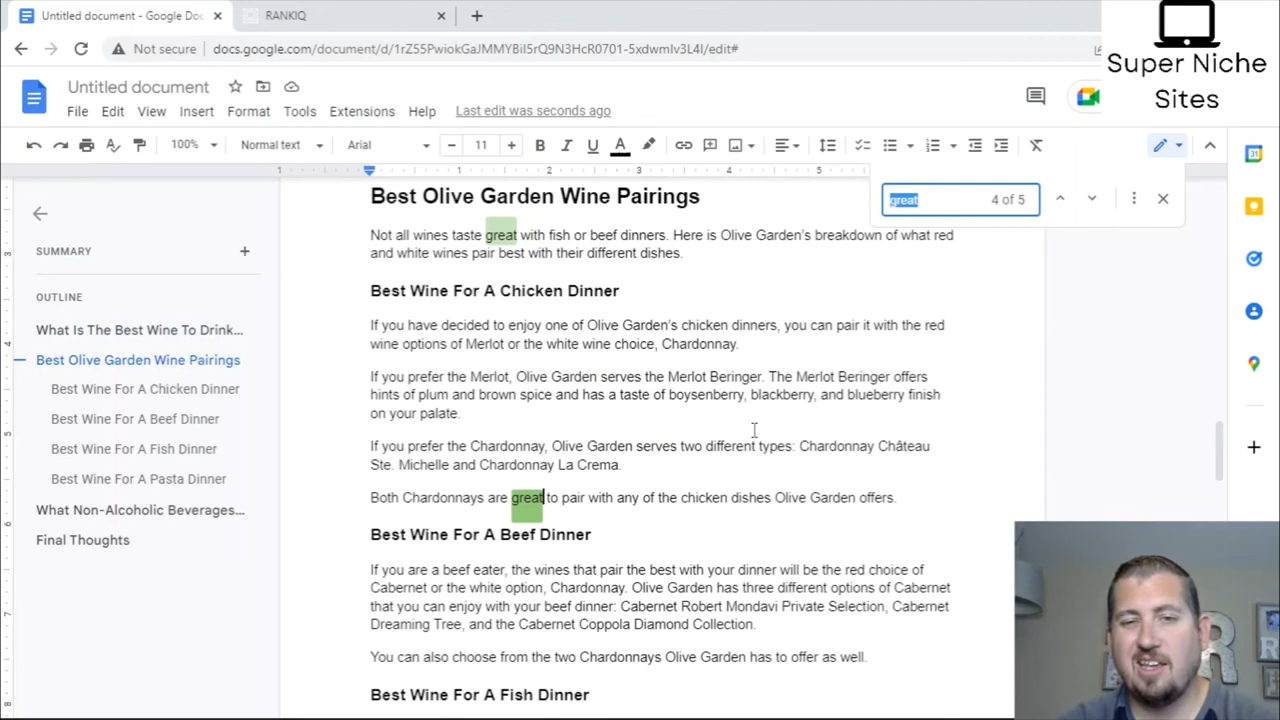 Untitled document - Google Doc
RANKIQ
Not secure
docs.google.com/document/d/1rZ55PwiokGaJMMYBil5rQ9N3HcR0701-5xdwmIv3L4I/edit#
Super Niche
Sites
Untitled document
File Edit View Insert Format Tools Extensions Help Last edit was seconds ago
100% Normal text Arial 11
great 4 of 5
1 1 2 3 4 5
SUMMARY
OUTLINE
What Is The Best Wine To Drink...
Best Olive Garden Wine Pairings
Best Wine For A Chicken Dinner
Best Wine For A Beef Dinner
Best Wine For A Fish Dinner
Best Wine For A Pasta Dinner
What Non-Alcoholic Beverages...
Final Thoughts
3
4
5
6
7
8
Best Olive Garden Wine Pairings
Not all wines taste great with fish or beef dinners. Here is Olive Garden's breakdown of what red
and white wines pair best with their different dishes.
Best Wine For A Chicken Dinner
If you have decided to enjoy one of Olive Garden's chicken dinners, you can pair it with the red
wine options of Merlot or the white wine choice, Chardonnay.
If you prefer the Merlot, Olive Garden serves the Merlot Beringer. The Merlot Beringer offers
hints of plum and brown spice and has a taste of boysenberry, blackberry, and blueberry finish
on your palate.
If you prefer the Chardonnay, Olive Garden serves two different types: Chardonnay Château
Ste. Michelle and Chardonnay La Crema.
Both Chardonnays are great to pair with any of the chicken dishes Olive Garden offers.
Best Wine For A Beef Dinner
If you are a beef eater, the wines that pair the best with your dinner will be the red choice of
Cabernet or the white option, Chardonnay. Olive Garden has three different options of Cabernet
that you can enjoy with your beef dinner: Cabernet Robert Mondavi Private Selection, Cabernet
Dreaming Tree, and the Cabernet Coppola Diamond Collection.
You can also choose from the two Chardonnays Olive Garden has to offer as well.
Best Wine For A Fish Dinner
31
R